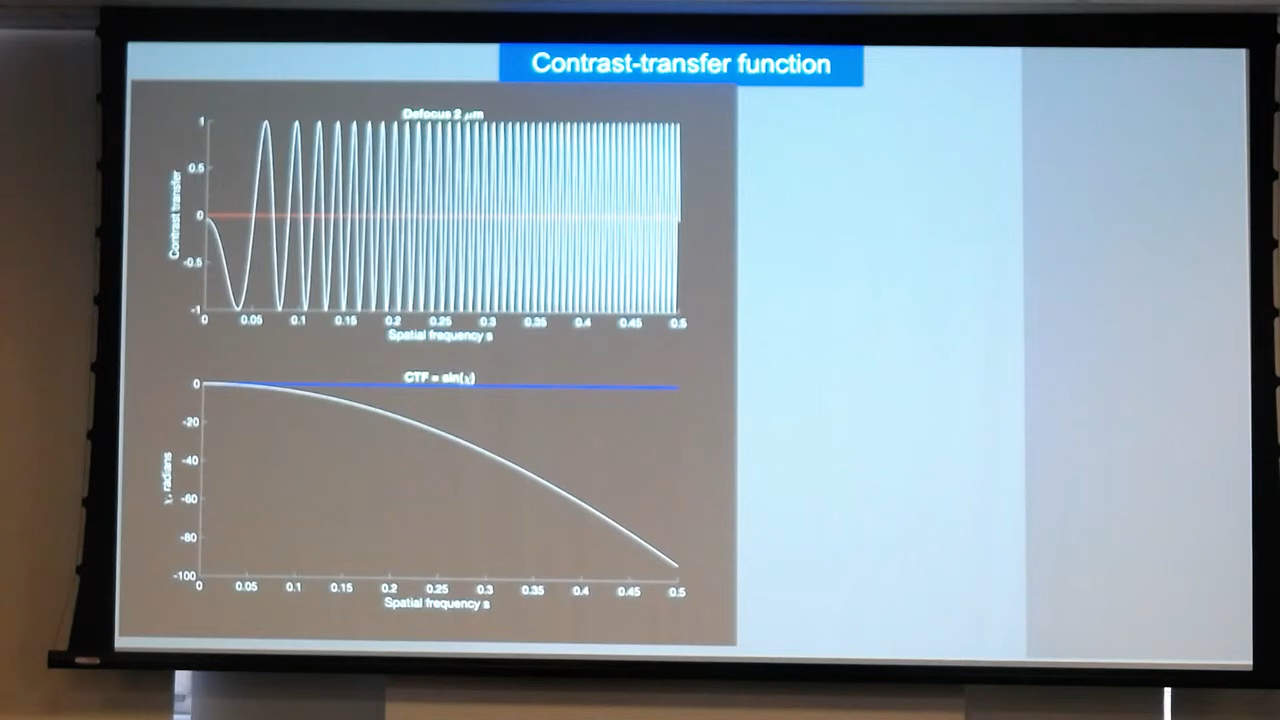 Contrast-transfer function
Defocus 2 μm
1
0.5
0
-0.5
-1
Contrast transfer
0 0.05 0.1 0.15 0.2 0.25 0.3 0.35 0.4 0.45 0.5
Spatial frequency s
CTF = sin(χ)
0
-20
-40
-60
-80
-100
χ, radians
0 0.05 0.1 0.15 0.2 0.25 0.3 0.35 0.4 0.45 0.5
Spatial frequency s